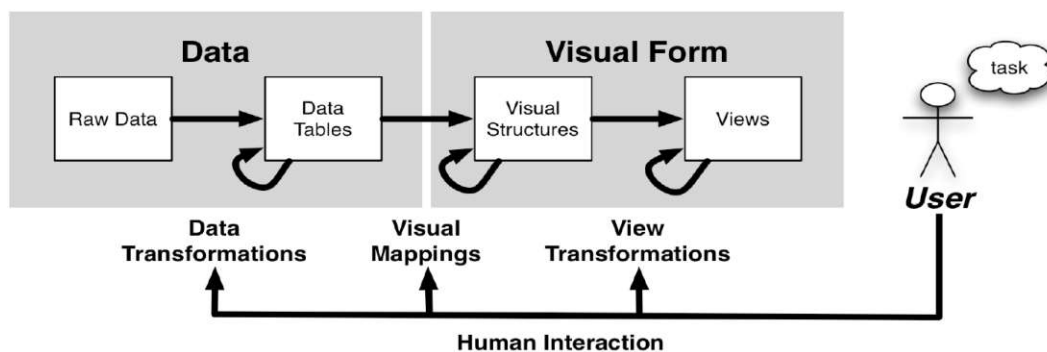 Data
Visual Form
task
Raw Data
Data
Tables
Visual
Structures
Views
User
Data
Transformations
Visual
Mappings
View
Transformations
Human Interaction